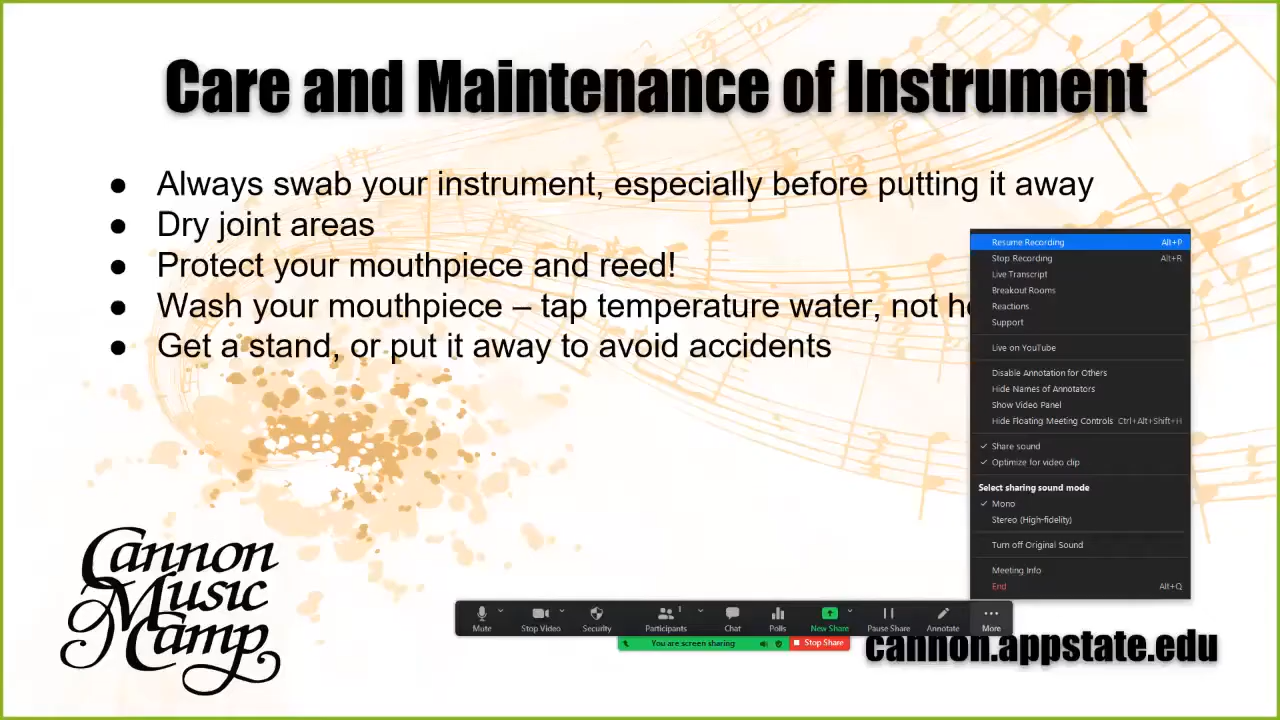 Care and Maintenance of Instrument
● Always swab your instrument, especially before putting it away
● Dry joint areas
● Protect your mouthpiece and reed!
● Wash your mouthpiece – tap temperature water, not
● Get a stand, or put it away to avoid accidents
Resume Recording Alt+P
Stop Recording Alt+R
Live Transcript
Breakout Rooms
Reactions
Support
Live on YouTube
Disable Annotation for Others
Hide Names of Annotators
Show Video Panel
Hide Floating Meeting Controls Ctrl+Alt+Shift+H
✓ Share sound
✓ Optimize for video clip
Select sharing sound mode
✓ Mono
Stereo (High-fidelity)
Turn off Original Sound
Meeting Info
End Alt+Q
Cannon
Music
Camp
Mute Stop Video Security Participants 1 Chat Polls New Share Pause Share Annotate More
You are screen sharing Stop Share
cannon.appstate.edu